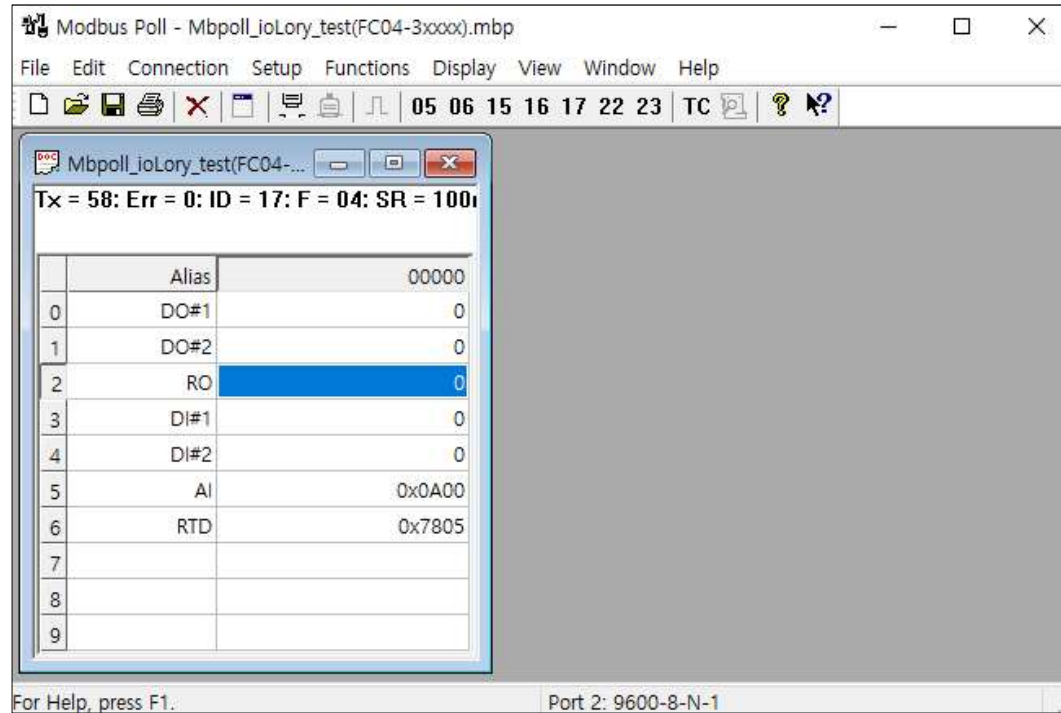 Modbus Poll - Mbpoll_ioLory_test(FC04-3xxxx).mbp
File Edit Connection Setup Functions Display View Window Help
05 06 15 16 17 22 23 TC
Mbpoll_ioLory_test(FC04-...
Tx = 58: Err = 0: ID = 17: F = 04: SR = 100
Alias 00000
0 DO#1 0
1 DO#2 0
2 RO 0
3 DI#1 0
4 DI#2 0
5 AI 0x0A00
6 RTD 0x7805
7
8
9
For Help, press F1. Port 2: 9600-8-N-1